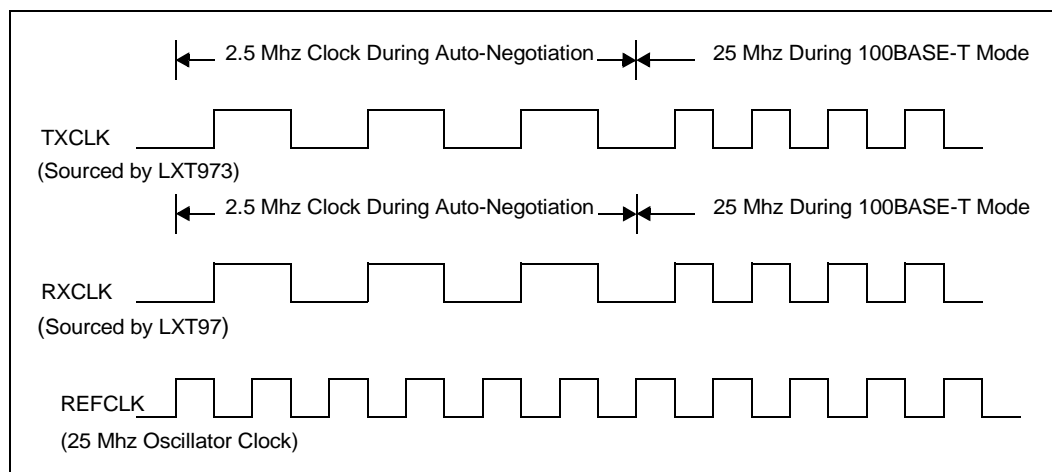 2.5 Mhz Clock During Auto-Negotiation 25 Mhz During 100BASE-T Mode
TXCLK
(Sourced by LXT973)
2.5 Mhz Clock During Auto-Negotiation 25 Mhz During 100BASE-T Mode
RXCLK
(Sourced by LXT97)
REFCLK
(25 Mhz Oscillator Clock)